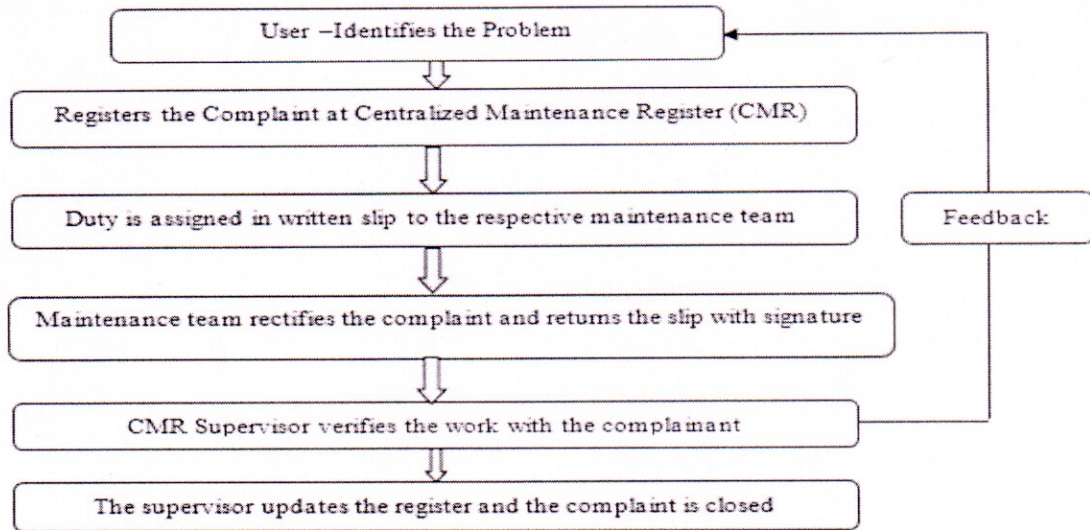 User –Identifies the Problem
Registers the Complaint at Centralized Maintenance Register (CMR)
Duty is assigned in written slip to the respective maintenance team
Feedback
Maintenance team rectifies the complaint and returns the slip with signature
CMR Supervisor verifies the work with the complainant
The supervisor updates the register and the complaint is closed